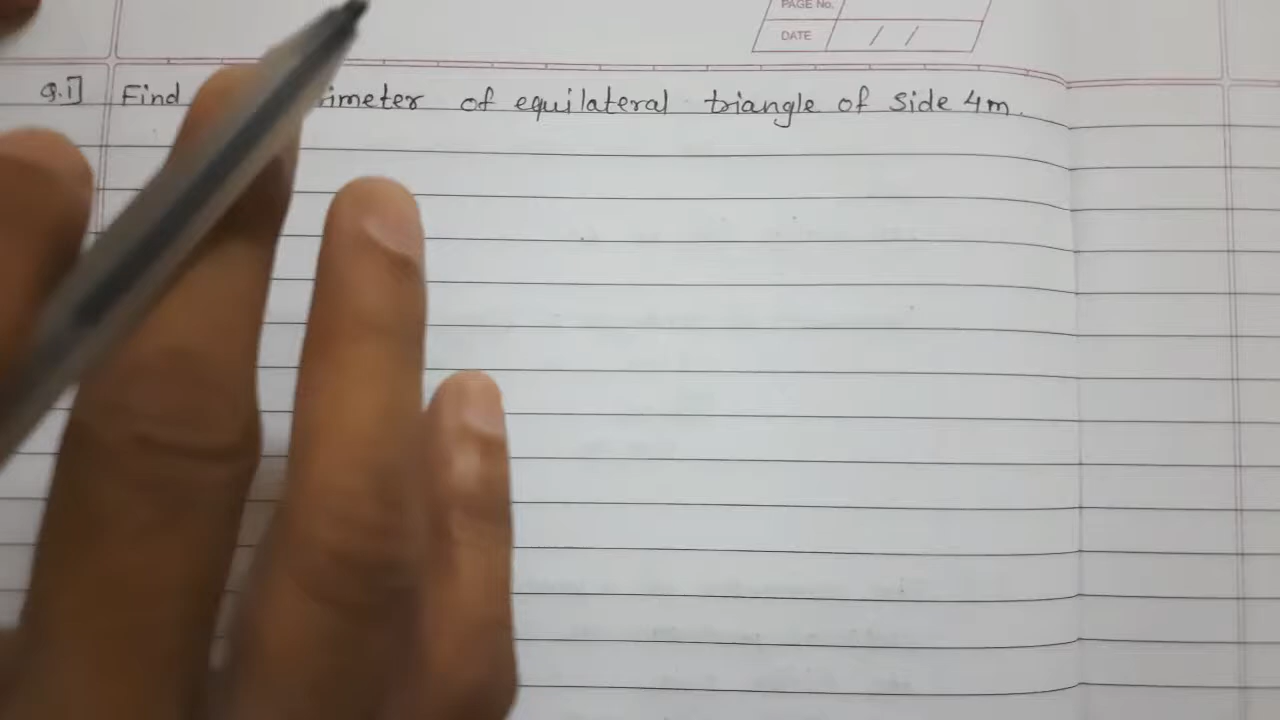 PAGE No.
DATE / /
Q.1] Find imeter of equilateral triangle of side 4m.